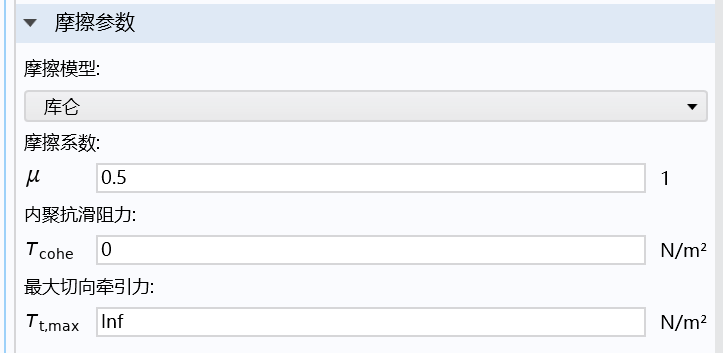 摩擦参数
摩擦模型:
库仑
摩擦系数:
μ 0.5 1
内聚抗滑阻力:
Tcohe 0 N/m²
最大切向牵引力:
Tt,max Inf N/m²